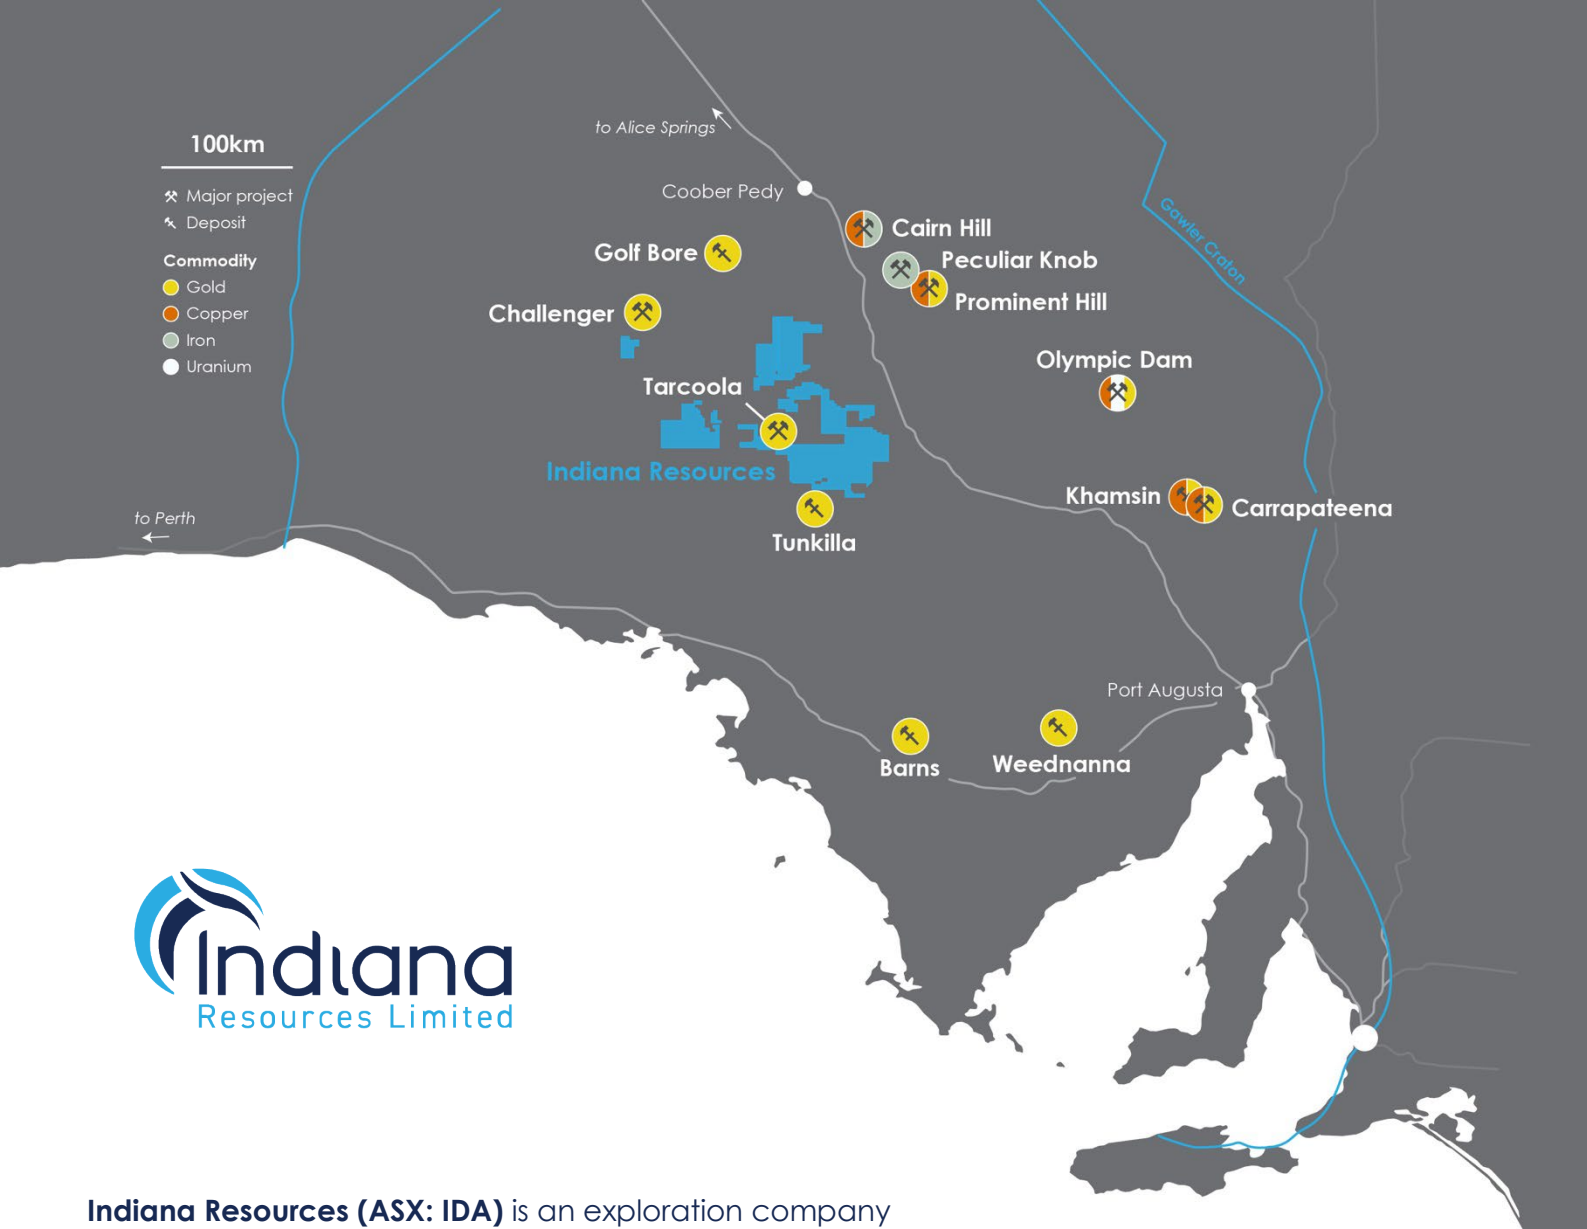 100km
Major project
Deposit
Commodity
Gold
Copper
Iron
Uranium
to Alice Springs
Coober Pedy
Gawler Craton
Cairn Hill
Golf Bore
Peculiar Knob
Prominent Hill
Challenger
Olympic Dam
Tarcoola
Indiana Resources
Khamsin
Carrapateena
to Perth
Tunkilla
Port Augusta
Barns
Weednanna
Indiana
Resources Limited
Indiana Resources (ASX: IDA) is an exploration company